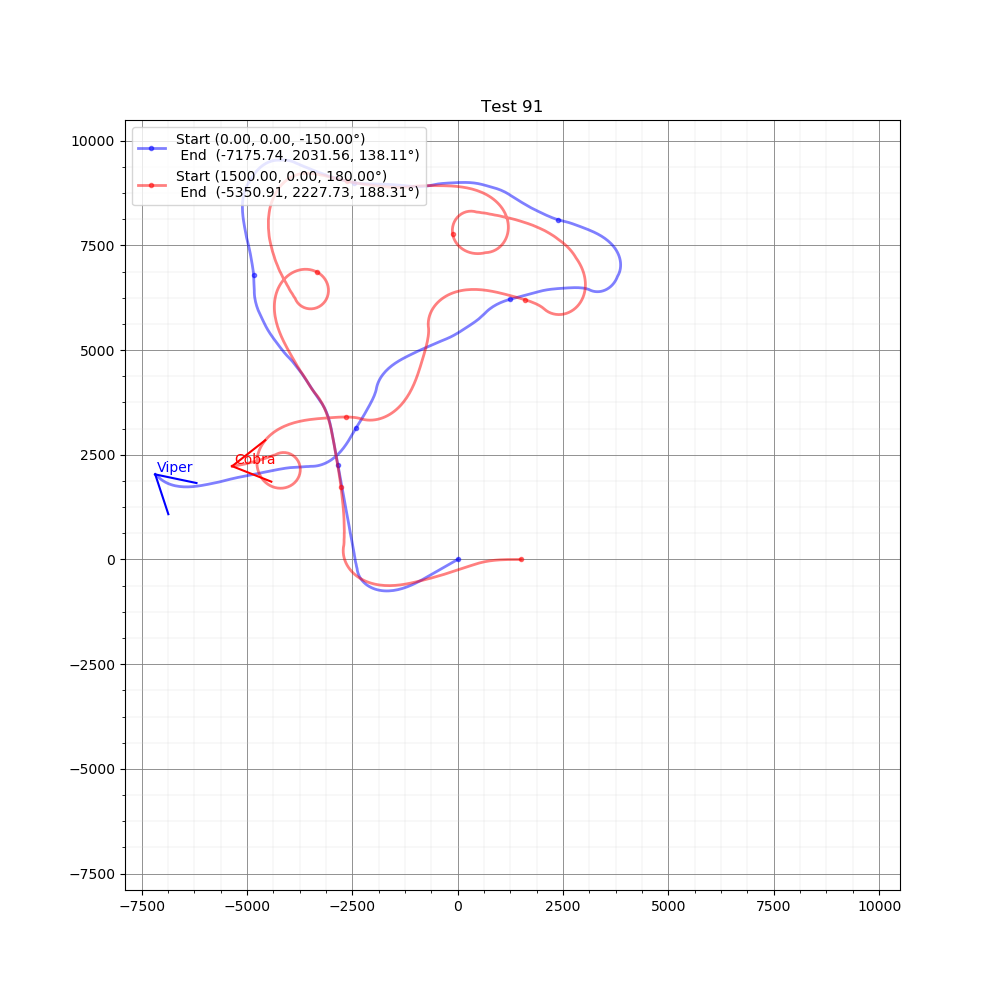 Test 91
Start (0.00, 0.00, -150.00°)
End  (-7175.74, 2031.56, 138.11°)
Start (1500.00, 0.00, 180.00°)
End  (-5350.91, 2227.73, 188.31°)
10000
7500
5000
2500
0
−2500
−5000
−7500
Viper
Cobra
−7500 −5000 −2500 0 2500 5000 7500 10000